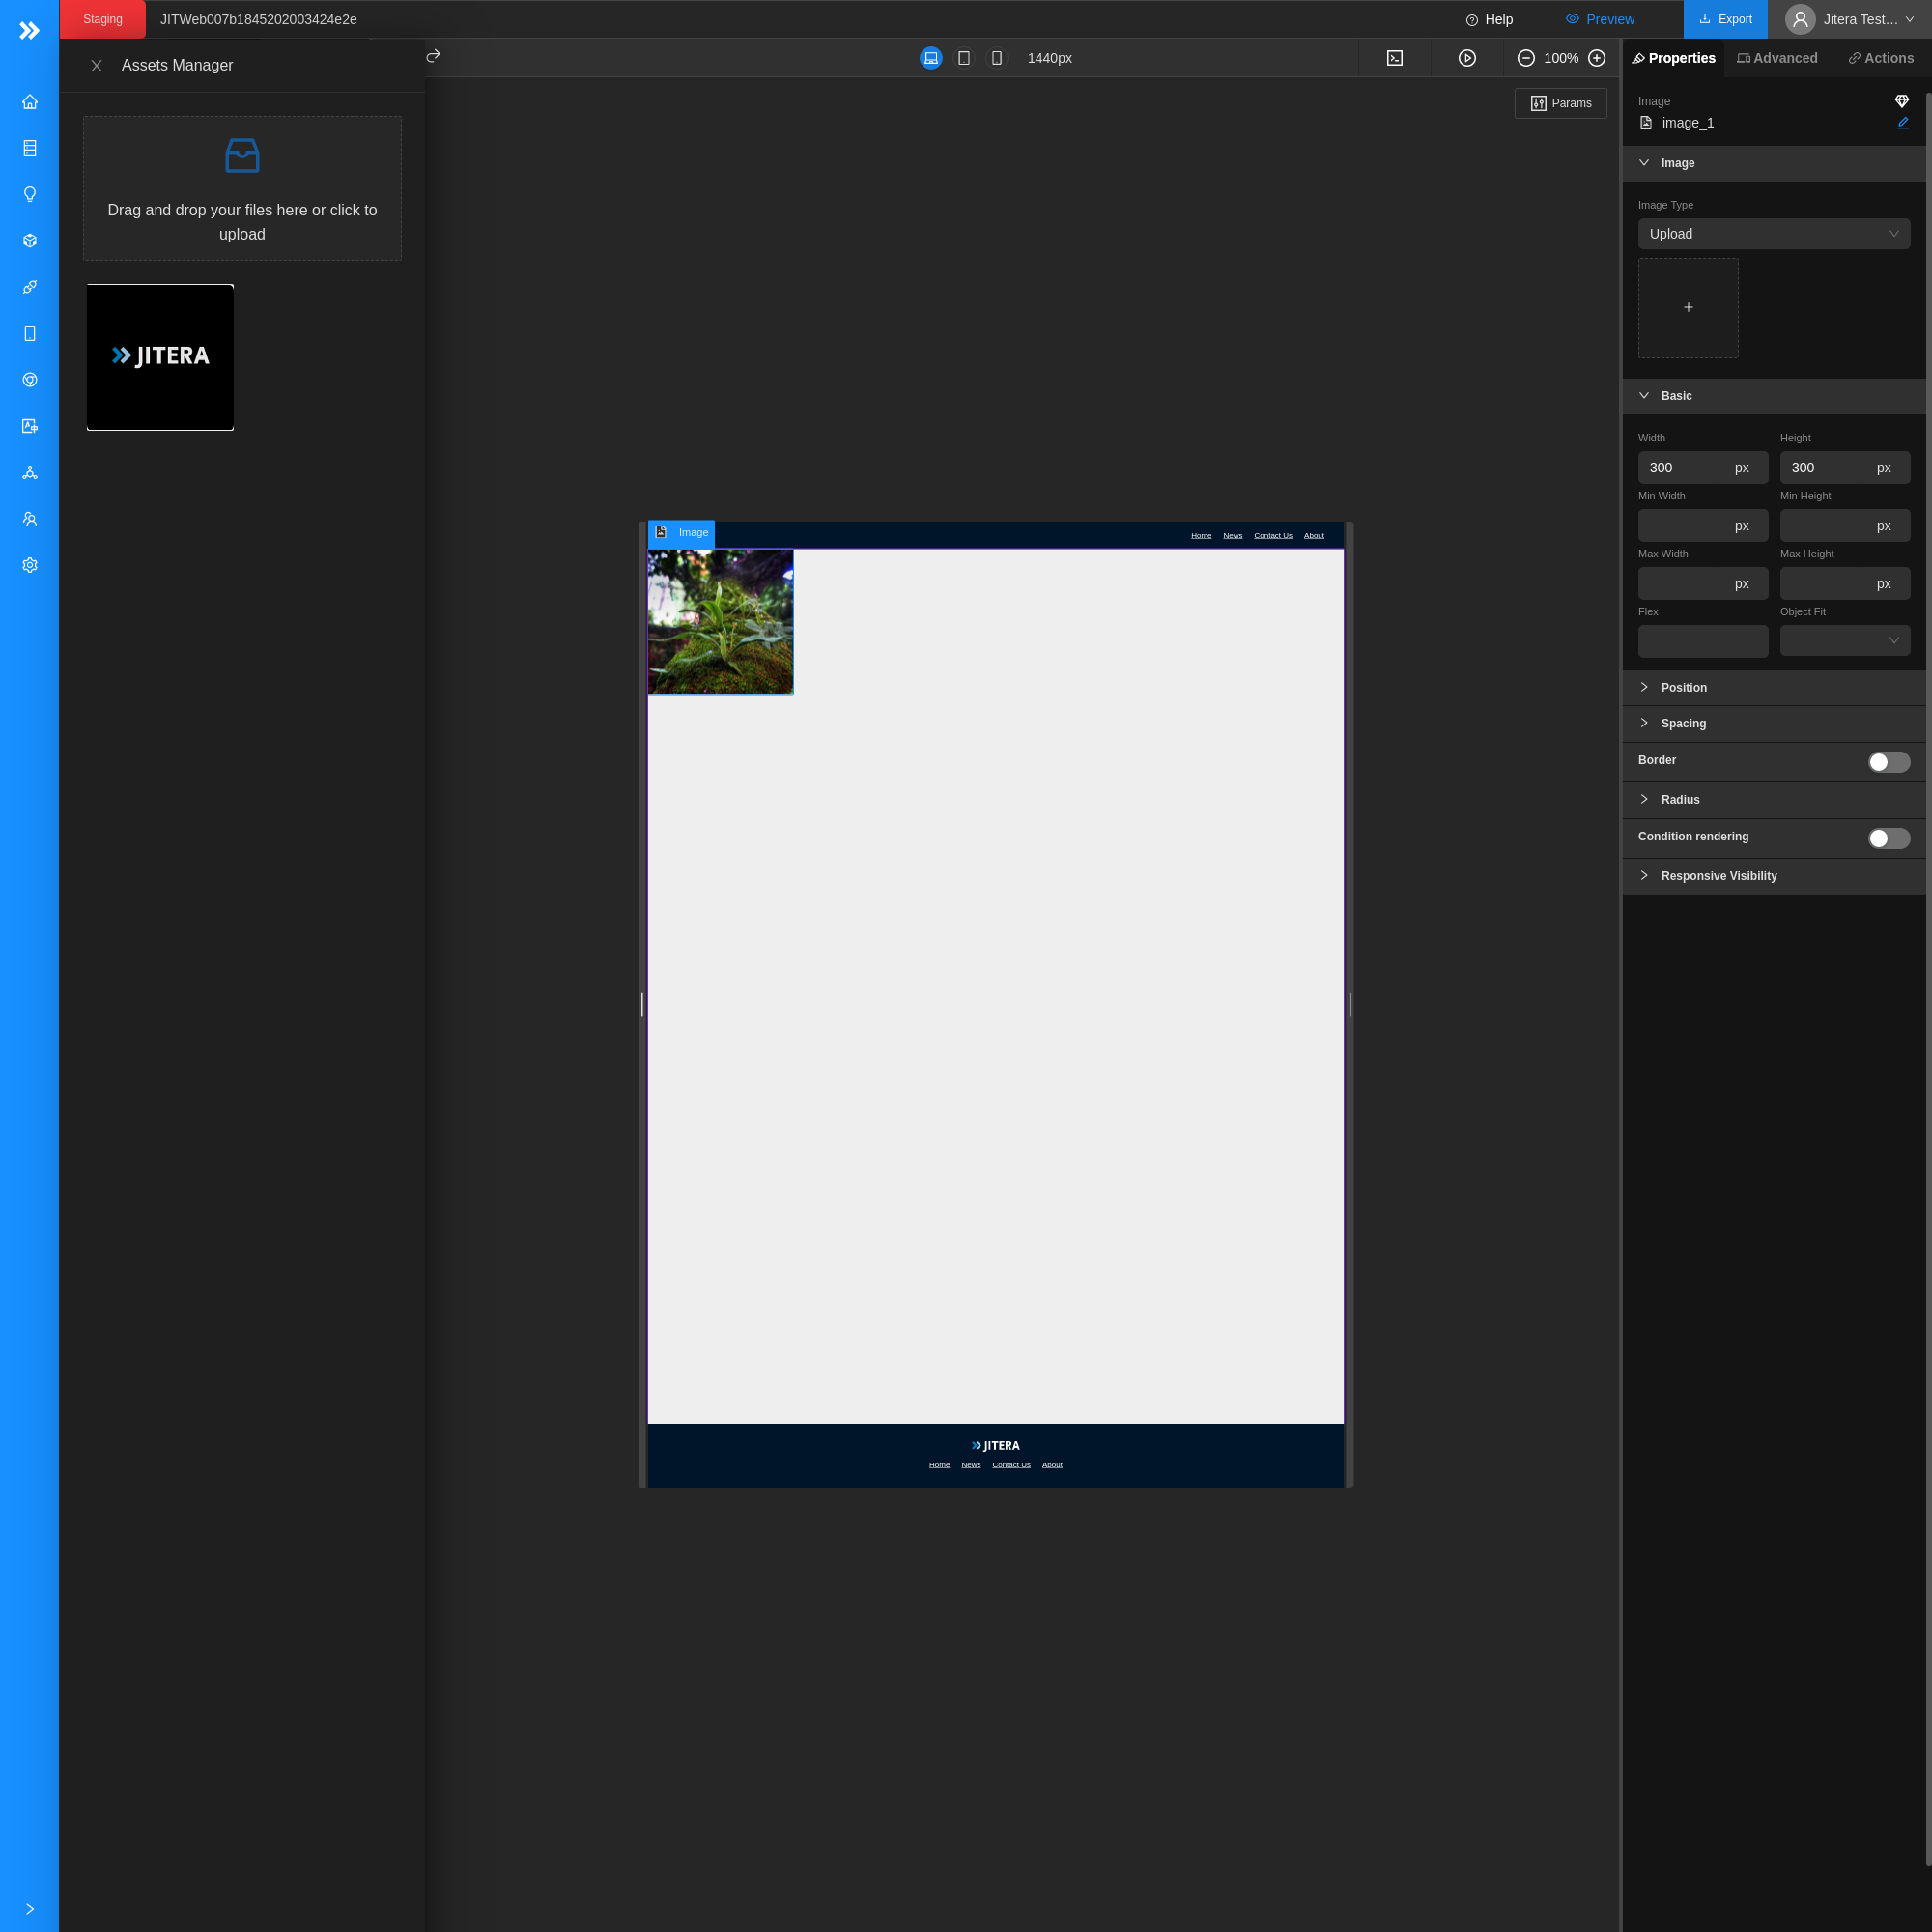 Staging
JITWeb007b1845202003424e2e
Help
Preview
Export
Jitera Test...
Assets Manager
1440px
100%
Properties
Advanced
Actions
Params
Drag and drop your files here or click to
upload
JITERA
Image
image_1
Image
Image Type
Upload
Basic
Width
Height
300
px
300
px
Min Width
Min Height
px
px
Max Width
Max Height
px
px
Flex
Object Fit
Position
Spacing
Border
Radius
Condition rendering
Responsive Visibility
Image
Home
News
Contact Us
About
JITERA
Home
News
Contact Us
About